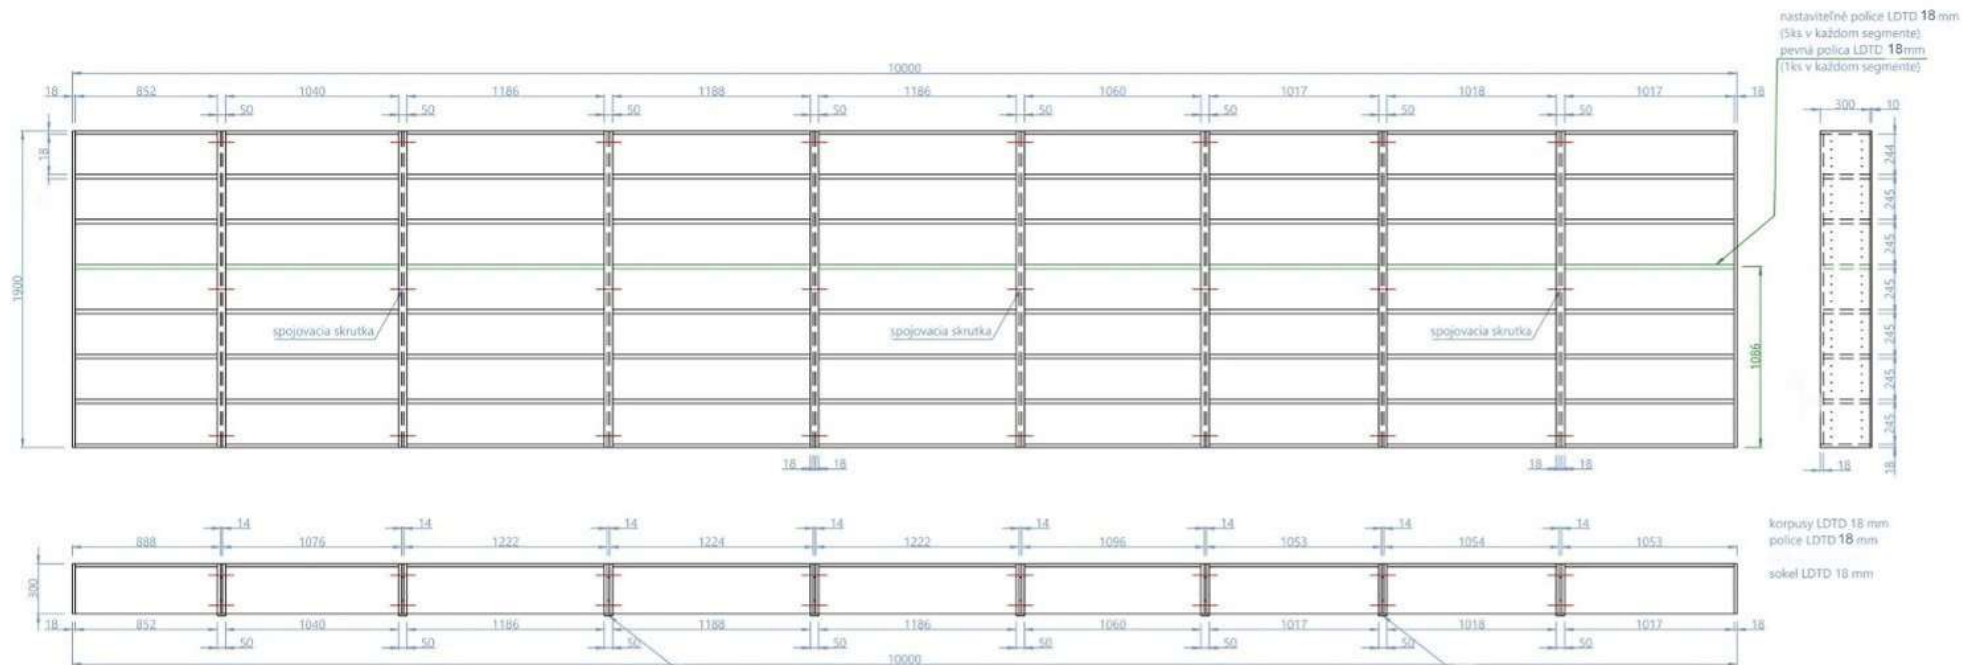 nastaviteľné police LDTD 18 mm
(5ks v každom segmente)
pevná polica LDTD 18mm
(1ks v každom segmente)
10000
18 852 1040 1186 1188 1186 1060 1017 1018 1017 18
50 50 50 50 50 50 50 50
300 10
18
244
245
245
1900
245
spojovacia skrutka spojovacia skrutka spojovacia skrutka
245
1086
245
245
18 18 18 18
18 18
14 14 14 14 14 14 14 14
korpusy LDTD 18 mm
888 1076 1222 1224 1222 1096 1053 1054 1053
police LDTD 18 mm
sokel LDTD 18 mm
300
18 852 1040 1186 1188 1186 1060 1017 1018 1017 18
50 50 50 50 50 50 50 50
10000